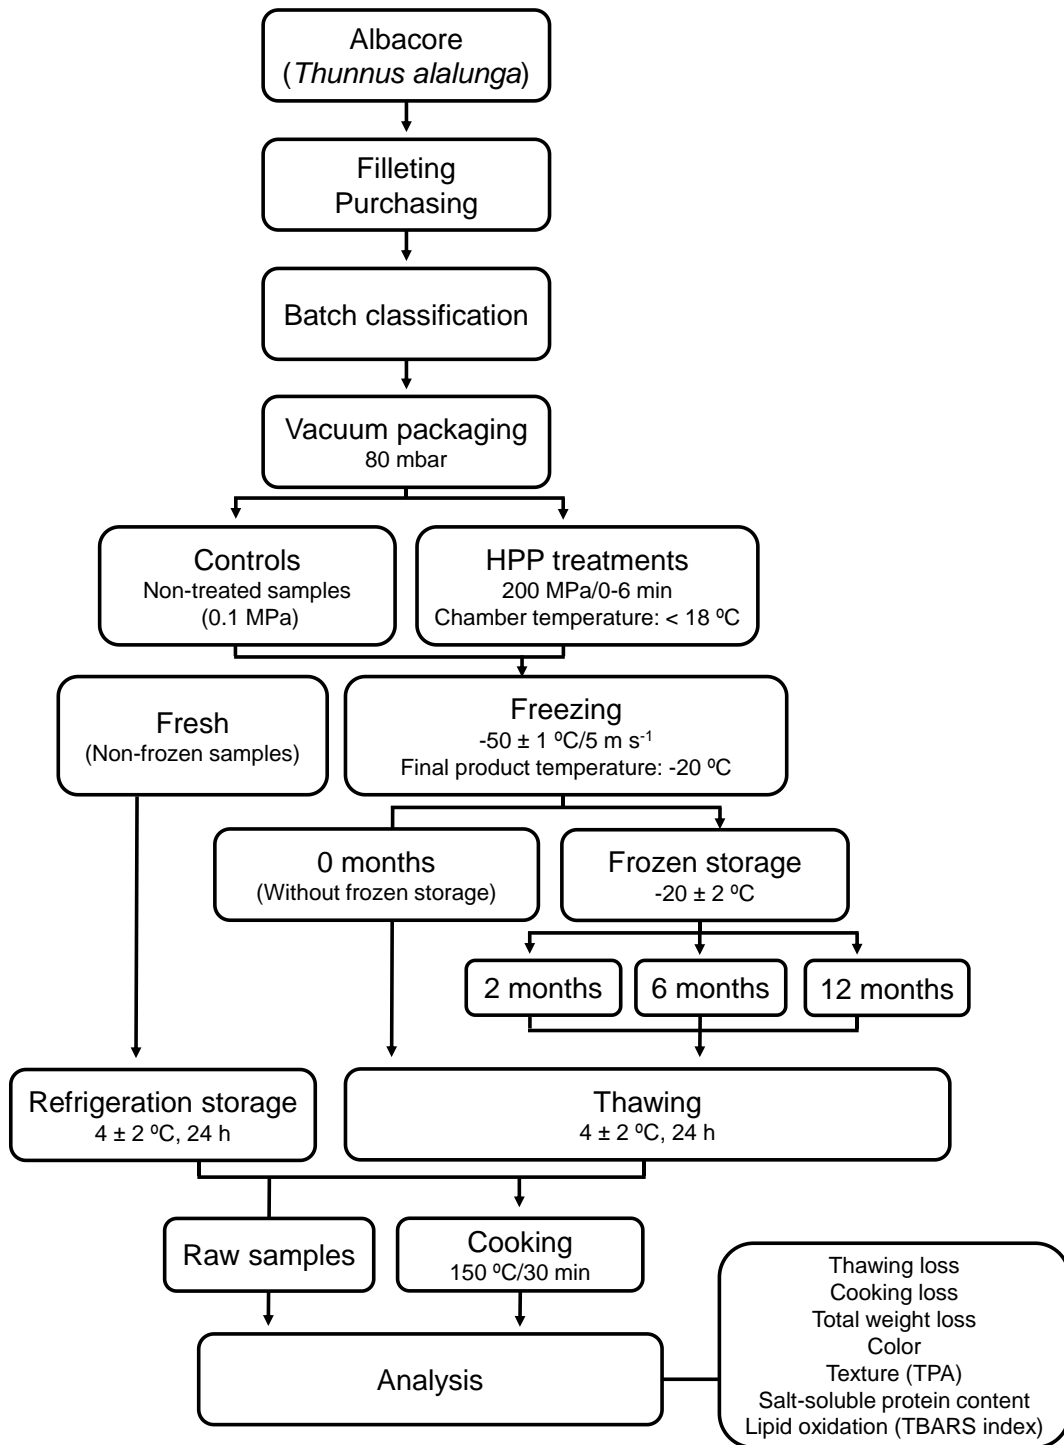 Albacore
(Thunnus alalunga)
Filleting
Purchasing
Batch classification
Vacuum packaging
80 mbar
Controls
Non-treated samples
(0.1 MPa)
HPP treatments
200 MPa/0-6 min
Chamber temperature: < 18 ºC
Fresh
(Non-frozen samples)
Freezing
-50 ± 1 ºC/5 m s-1
Final product temperature: -20 ºC
0 months
(Without frozen storage)
Frozen storage
-20 ± 2 ºC
2 months
6 months
12 months
Refrigeration storage
4 ± 2 ºC, 24 h
Thawing
4 ± 2 ºC, 24 h
Raw samples
Cooking
150 ºC/30 min
Analysis
Thawing loss
Cooking loss
Total weight loss
Color
Texture (TPA)
Salt-soluble protein content
Lipid oxidation (TBARS index)